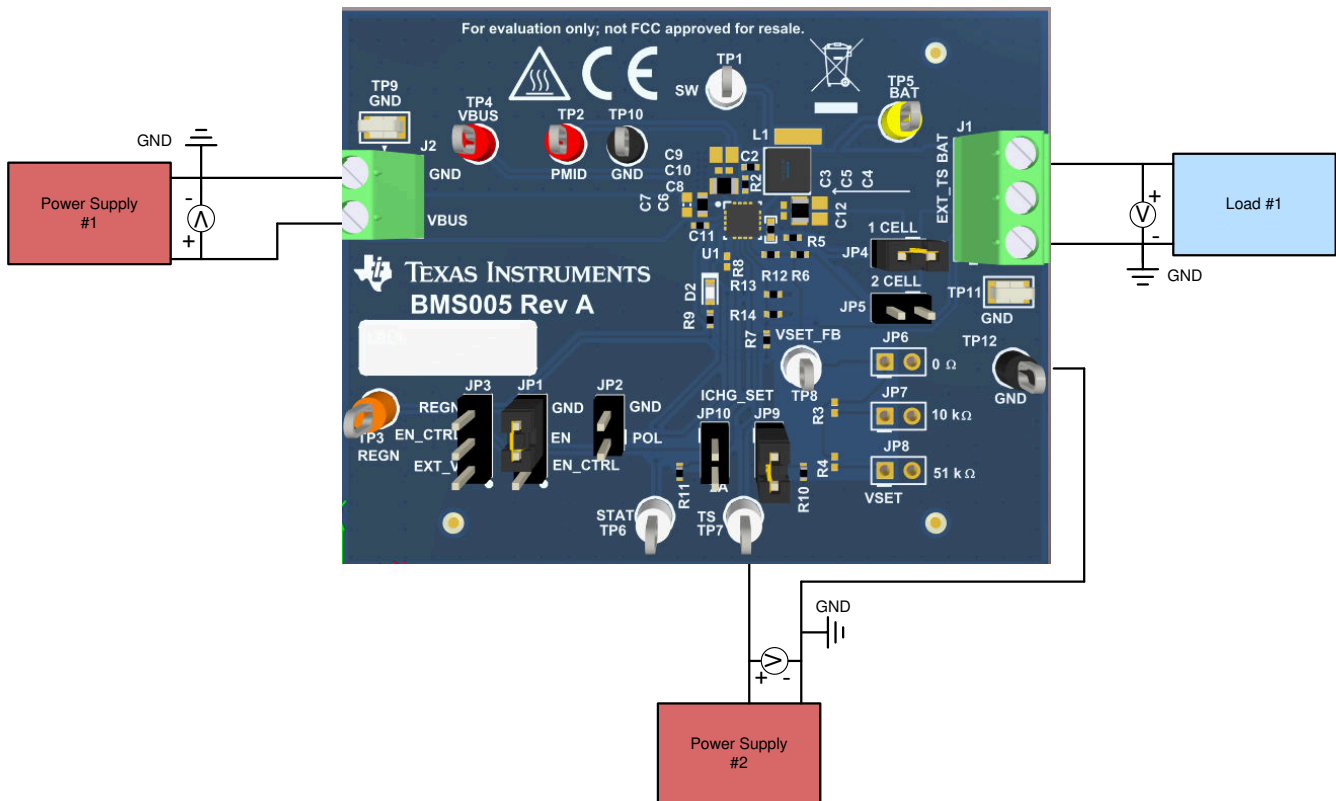 For evaluation only; not FCC approved for resale.
CE
TP1
SW
TP9
GND
TP4
VBUS
TP2
PMID
TP10
GND
TP5
BAT
J1
EXT_TS BAT
J2
GND
VBUS
GND
Power Supply
#1
-
V
+
L1
C9
C10
C8
C7
C6
C2
R2
C3
C5
C4
C12
C11
U1
R5
R8
R13
R12
R6
1 CELL
JP4
2 CELL
JP5
TP11
GND
+
V
-
GND
Load #1
TEXAS INSTRUMENTS
BMS005 Rev A
D2
R9
R14
R7
VSET_FB
TP8
JP6
0 Ω
JP7
10 kΩ
JP8
51 kΩ
VSET
TP12
GND
R3
R4
TP3
REGN
JP3
REGN
EN_CTRL
EXT_V
JP1
GND
EN
EN_CTRL
JP2
GND
POL
ICHG_SET
JP10
JP9
R11
R10
STAT
TP6
TS
TP7
GND
V
+
-
Power Supply
#2